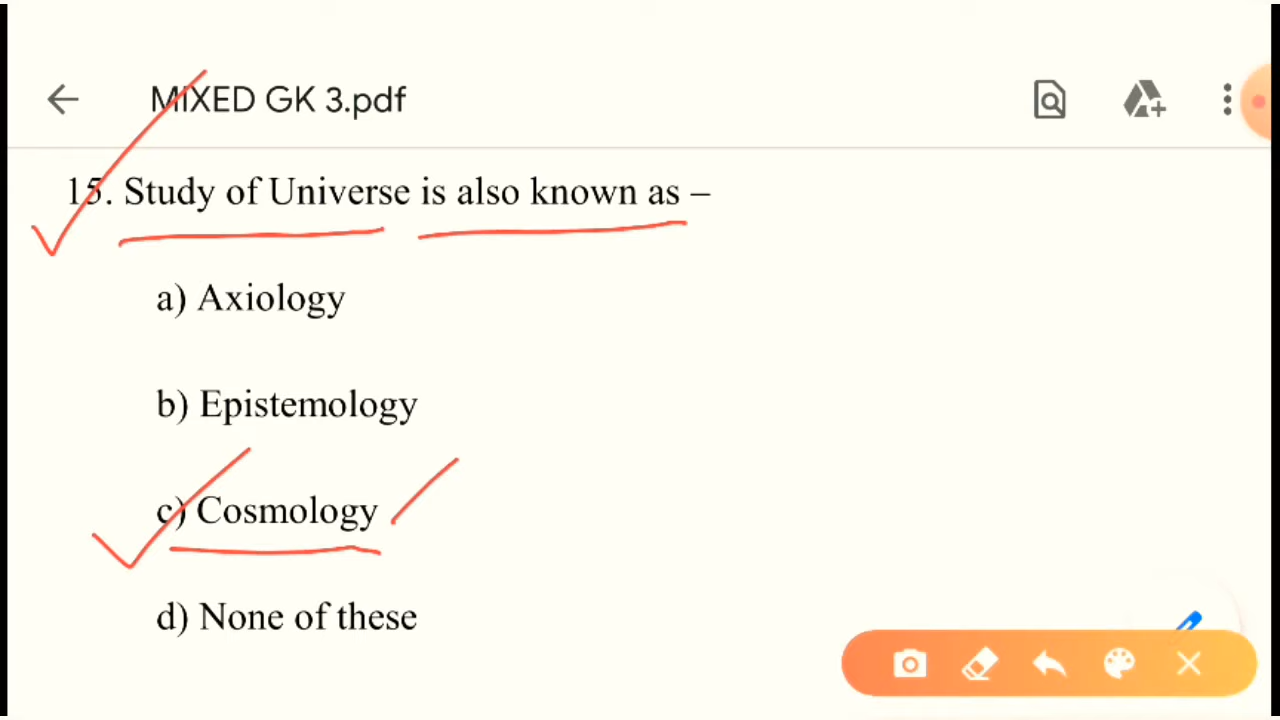 MIXED GK 3.pdf
15. Study of Universe is also known as –
a) Axiology
b) Epistemology
c) Cosmology
d) None of these